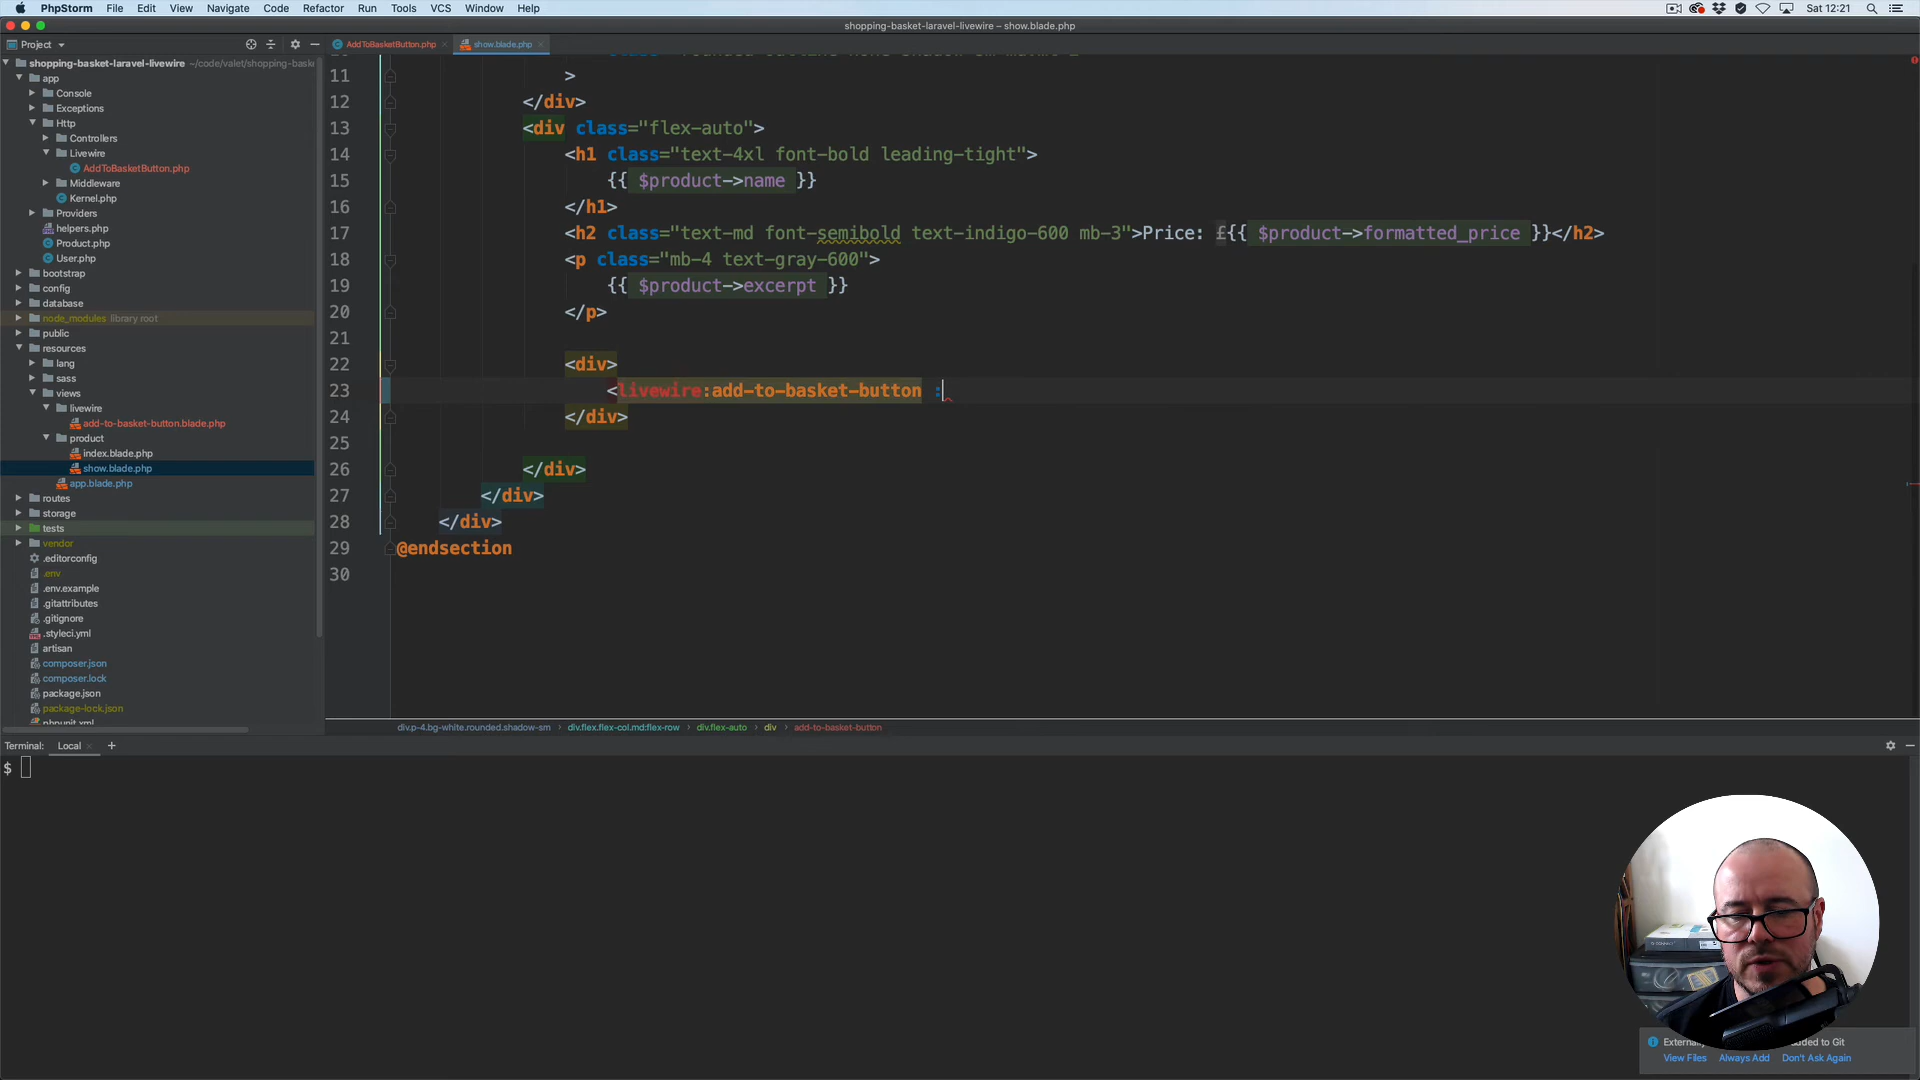 PhpStorm File Edit View Navigate Code Refactor Run Tools VCS Window Help Sat 12:21
shopping-basket-laravel-livewire – show.blade.php
Project
AddToBasketButton.php
show.blade.php
shopping-basket-laravel-livewire ~/code/valet/shopping-bask
app
Console
Exceptions
Http
Controllers
Livewire
AddToBasketButton.php
Middleware
Kernel.php
Providers
helpers.php
Product.php
User.php
bootstrap
config
database
node_modules library root
public
resources
lang
sass
views
livewire
add-to-basket-button.blade.php
product
index.blade.php
show.blade.php
app.blade.php
routes
storage
tests
vendor
.editorconfig
.env
.env.example
.gitattributes
.gitignore
.styleci.yml
artisan
composer.json
composer.lock
package.json
package-lock.json
phpunit.xml
11 >
12 </div>
13 <div class="flex-auto">
14 <h1 class="text-4xl font-bold leading-tight">
15 {{ $product->name }}
16 </h1>
17 <h2 class="text-md font-semibold text-indigo-600 mb-3">Price: £{{ $product->formatted_price }}</h2>
18 <p class="mb-4 text-gray-600">
19 {{ $product->excerpt }}
20 </p>
21
22 <div>
23 <livewire:add-to-basket-button :
24 </div>
25
26 </div>
27 </div>
28 </div>
29 @endsection
30
div.p-4.bg-white.rounded.shadow-sm div.flex.flex-col.md:flex-row div.flex-auto div add-to-basket-button
Terminal: Local +
$
Externally
to Git
View Files Always Add Don't Ask Again